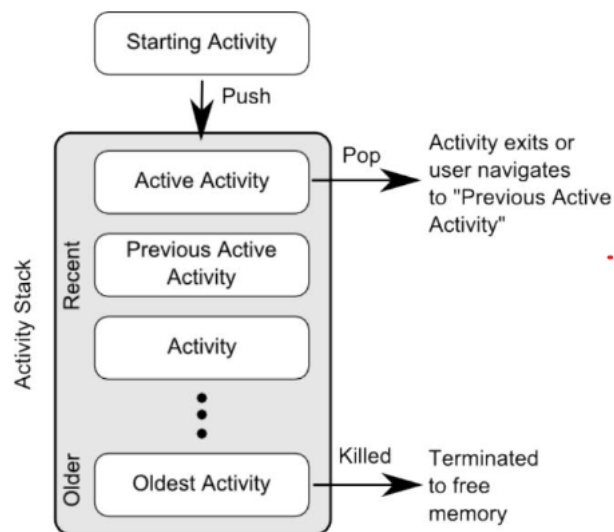 Starting Activity
Push
Active Activity
Pop
Activity exits or
user navigates
to "Previous Active
Activity"
Previous Active
Activity
Activity
Oldest Activity
Killed
Terminated
to free
memory
Activity Stack
Recent
Older